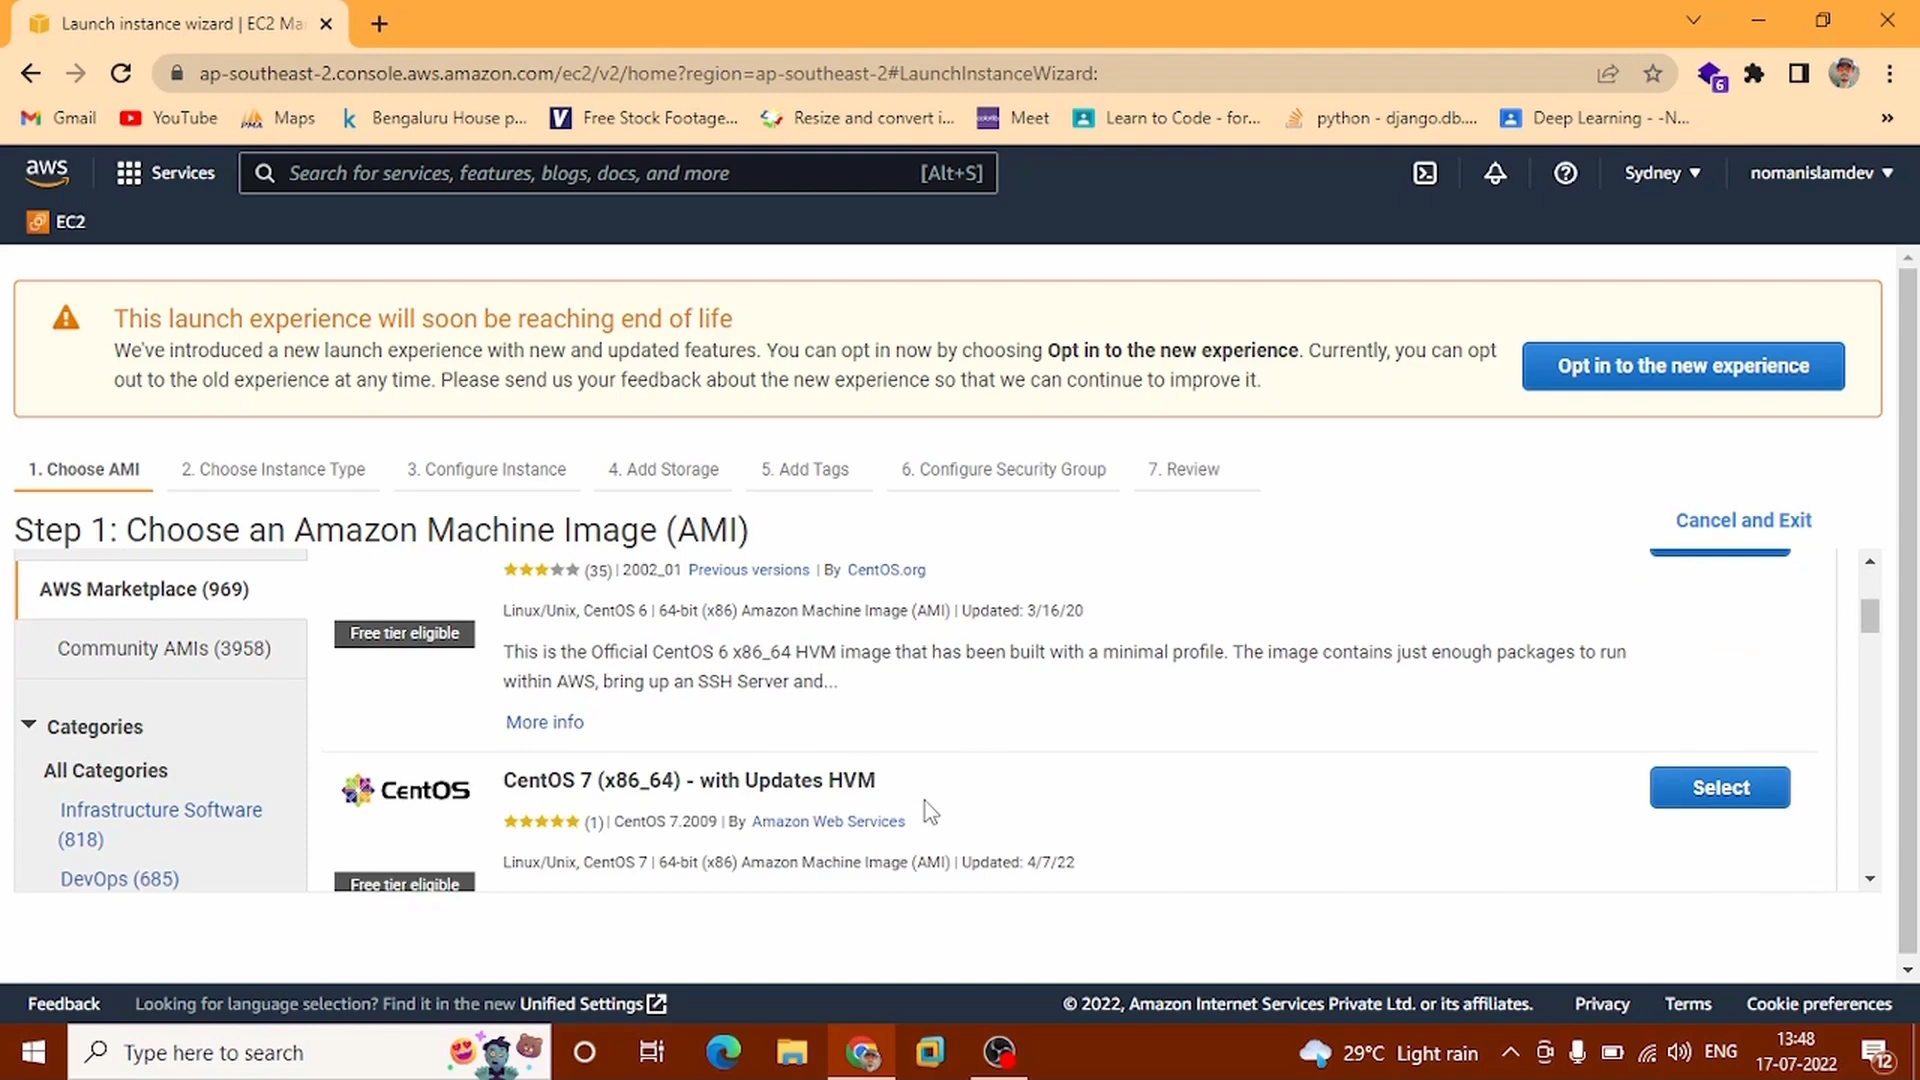 Launch instance wizard | EC2 Ma
ap-southeast-2.console.aws.amazon.com/ec2/v2/home?region=ap-southeast-2#LaunchInstanceWizard:
6
Gmail YouTube Maps Bengaluru House p... Free Stock Footage... Resize and convert i... Meet Learn to Code - for... python - django.db.... Deep Learning - -N... »
aws Services Search for services, features, blogs, docs, and more [Alt+S] Sydney nomanislamdev
EC2
This launch experience will soon be reaching end of life
We've introduced a new launch experience with new and updated features. You can opt in now by choosing Opt in to the new experience. Currently, you can opt
out to the old experience at any time. Please send us your feedback about the new experience so that we can continue to improve it.
Opt in to the new experience
1. Choose AMI 2. Choose Instance Type 3. Configure Instance 4. Add Storage 5. Add Tags 6. Configure Security Group 7. Review
Step 1: Choose an Amazon Machine Image (AMI)
Cancel and Exit
AWS Marketplace (969)
Community AMIs (3958)
Categories
All Categories
Infrastructure Software
(818)
DevOps (685)
(35) | 2002_01 Previous versions | By CentOS.org
Linux/Unix, CentOS 6 | 64-bit (x86) Amazon Machine Image (AMI) | Updated: 3/16/20
Free tier eligible
This is the Official CentOS 6 x86_64 HVM image that has been built with a minimal profile. The image contains just enough packages to run
within AWS, bring up an SSH Server and...
More info
CentOS
CentOS 7 (x86_64) - with Updates HVM
Select
(1) | CentOS 7.2009 | By Amazon Web Services
Linux/Unix, CentOS 7 | 64-bit (x86) Amazon Machine Image (AMI) | Updated: 4/7/22
Free tier eligible
Feedback Looking for language selection? Find it in the new Unified Settings © 2022, Amazon Internet Services Private Ltd. or its affiliates. Privacy Terms Cookie preferences
Type here to search
29°C Light rain
ENG
13:48
17-07-2022
12